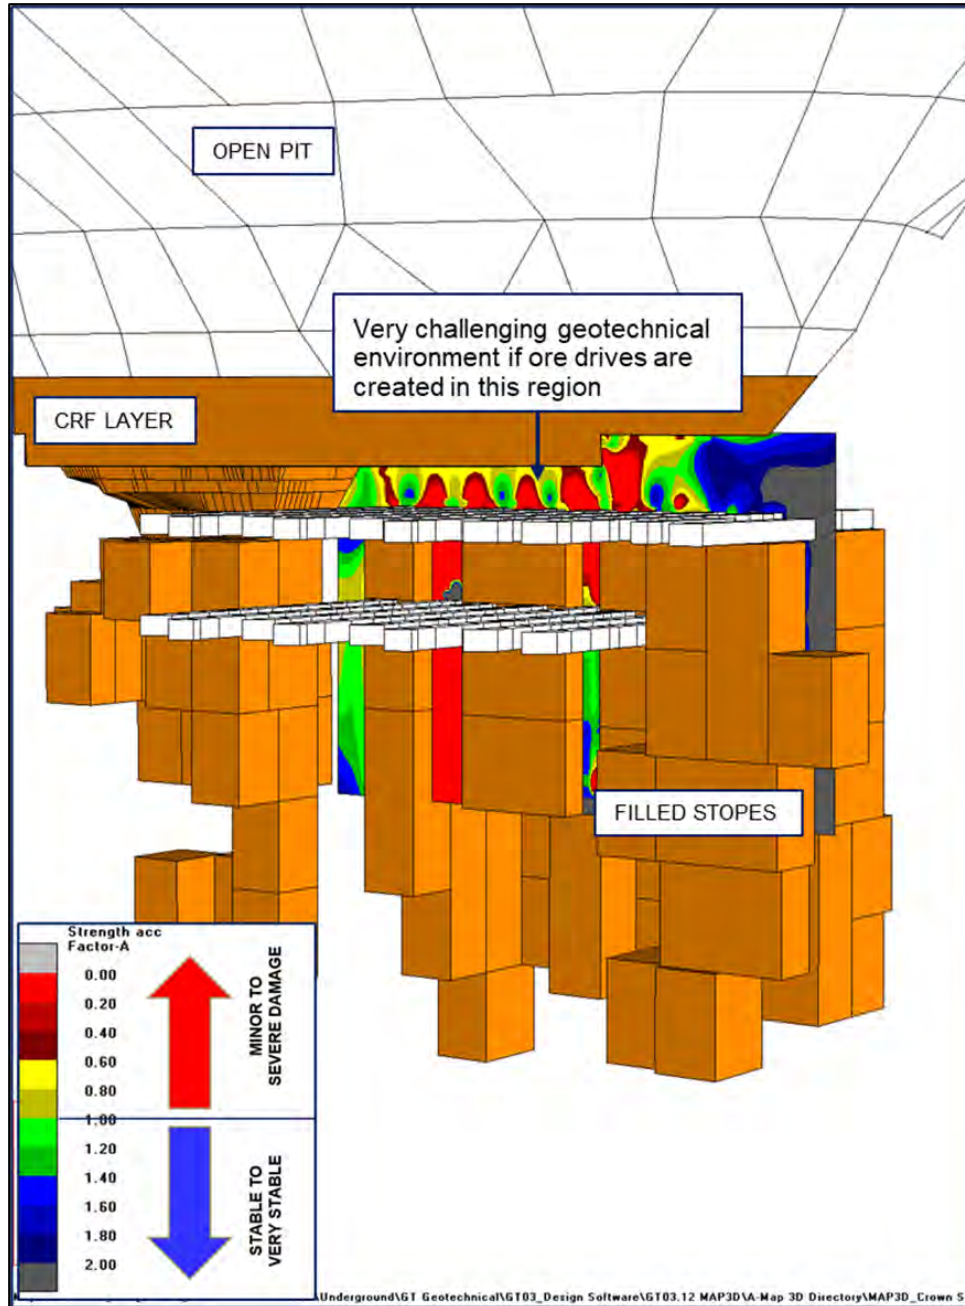 OPEN PIT
Very challenging geotechnical
environment if ore drives are
created in this region
CRF LAYER
FILLED STOPES
Strength acc
Factor-A
0.00
0.20
0.40
0.60
0.80
1.00
1.20
1.40
1.60
1.80
2.00
MINOR TO
SEVERE DAMAGE
STABLE TO
VERY STABLE
Underground\GT Geotechnical\GT03_Design Software\GT03.12 MAP3D\A-Map 3D Directory\MAP3D_Crown S